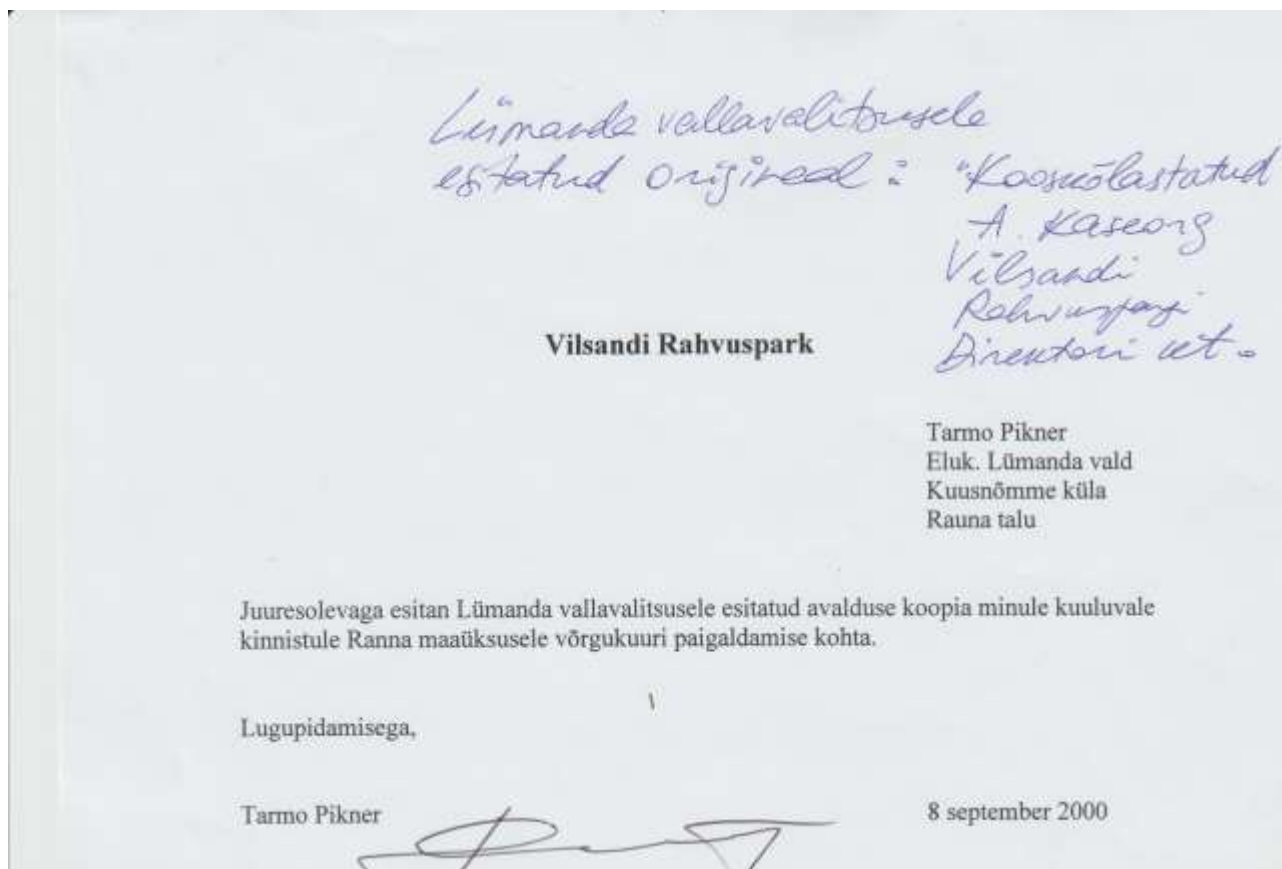 Lümanda vallavalitsusele
esitatud originaal: "Kooskõlastatud
A. Kaseorg
Vilsandi
Rahvuspargi
Direktori
Vilsandi Rahvuspark
Tarmo Pikner
Eluk. Lümanda vald
Kuusnõmme küla
Rauna talu
Juuresolevaga esitan Lümanda vallavalitsusele esitatud avalduse koopia minule kuuluvale
kinnistule Ranna maaüksusele võrgukuuri paigaldamise kohta.
Lugupidamisega,
Tarmo Pikner
8 september 2000